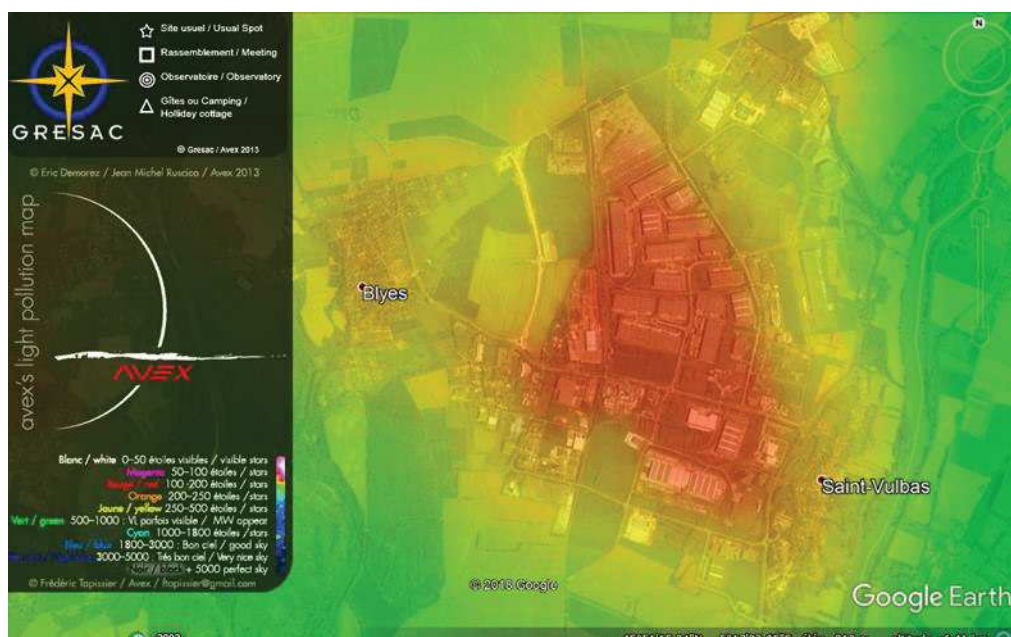 N
Site usuel / Usual Spot
Rassemblement / Meeting
Observatoire / Observatory
Gîtes ou Camping /
Holliday cottage
GRESAC
© Gresac / Avex 2013
© Eric Demarez / Jean Michel Ruscica / Avex 2013
avex's light pollution map
AVEX
Blyes
Saint-Vulbas
Blanc / white 0-50 étoiles visibles / visible stars
Magenta 50-100 étoiles / stars
Rouge / red 100-200 étoiles / stars
Orange 200-250 étoiles / stars
Jaune / yellow 250-500 étoiles / stars
Vert / green 500-1000 : VL parfois visible / MW appear
Cyan 1000-1800 étoiles / stars
Bleu / blue 1800-3000 : Bon ciel / good sky
3000-5000 : Très bon ciel / Very nice sky
+ 5000 perfect sky
© Frédéric Tapissier / Avex / ftapissier@gmail.com
© 2018 Google
Google Earth